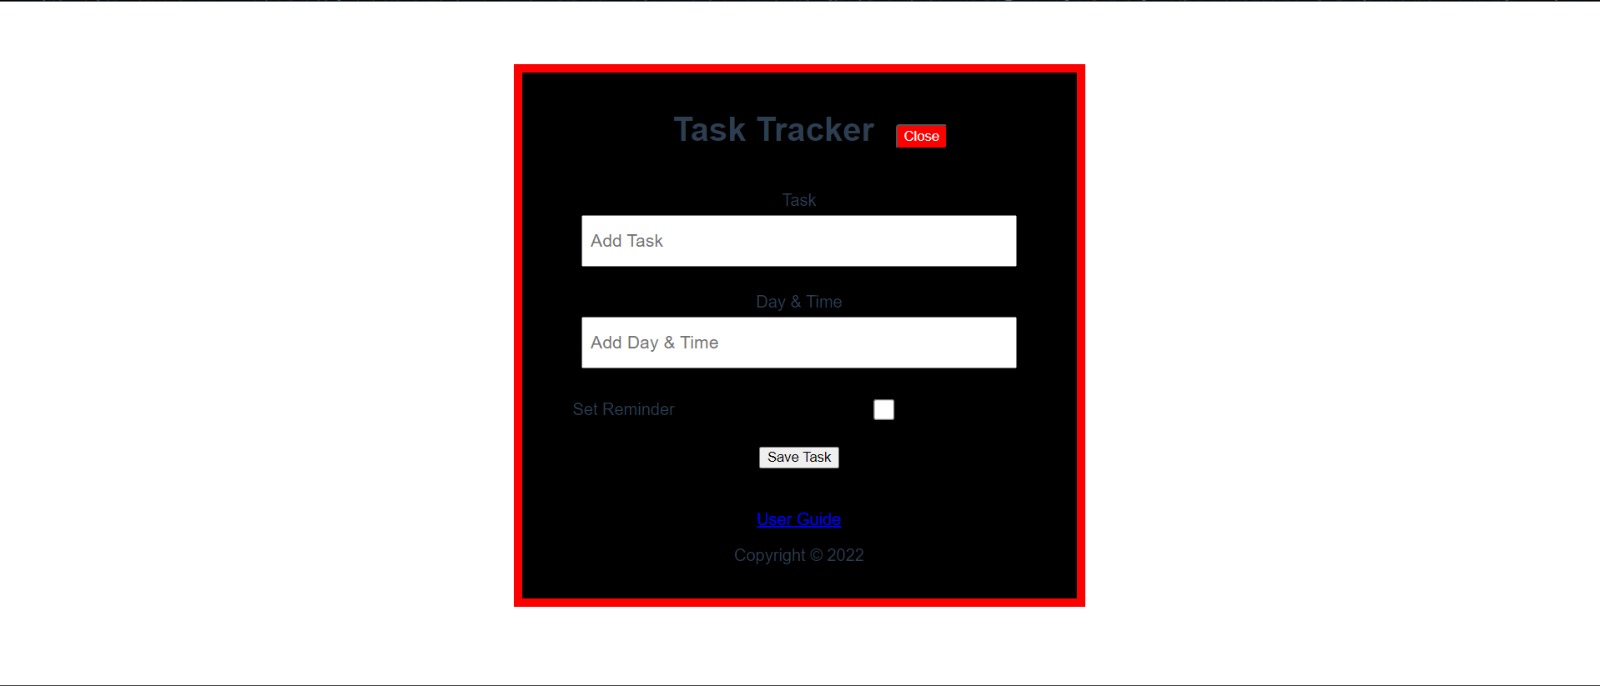 Task Tracker Close
Task
Add Task
Day & Time
Add Day & Time
Set Reminder
Save Task
User Guide
Copyright © 2022